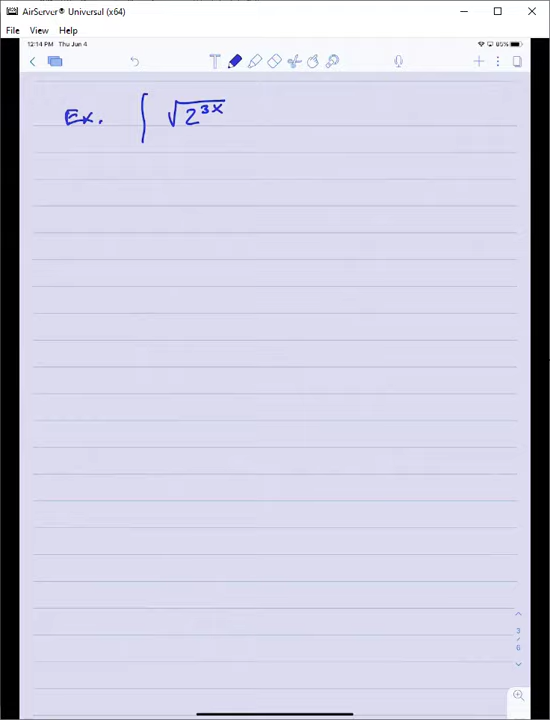 AirServer® Universal (x64)
File View Help
12:14 PM Thu Jun 4 85%
T
Ex. ∫ √2^{3x}
3
/
6